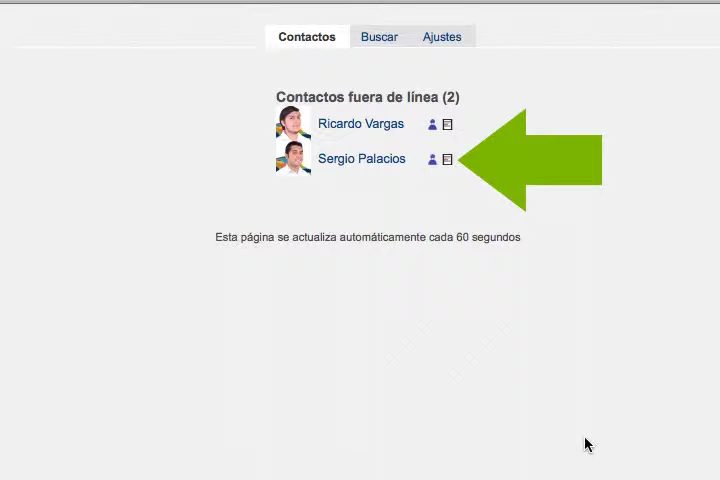 Contactos Buscar Ajustes
Contactos fuera de línea (2)
Ricardo Vargas
Sergio Palacios
Esta página se actualiza automáticamente cada 60 segundos